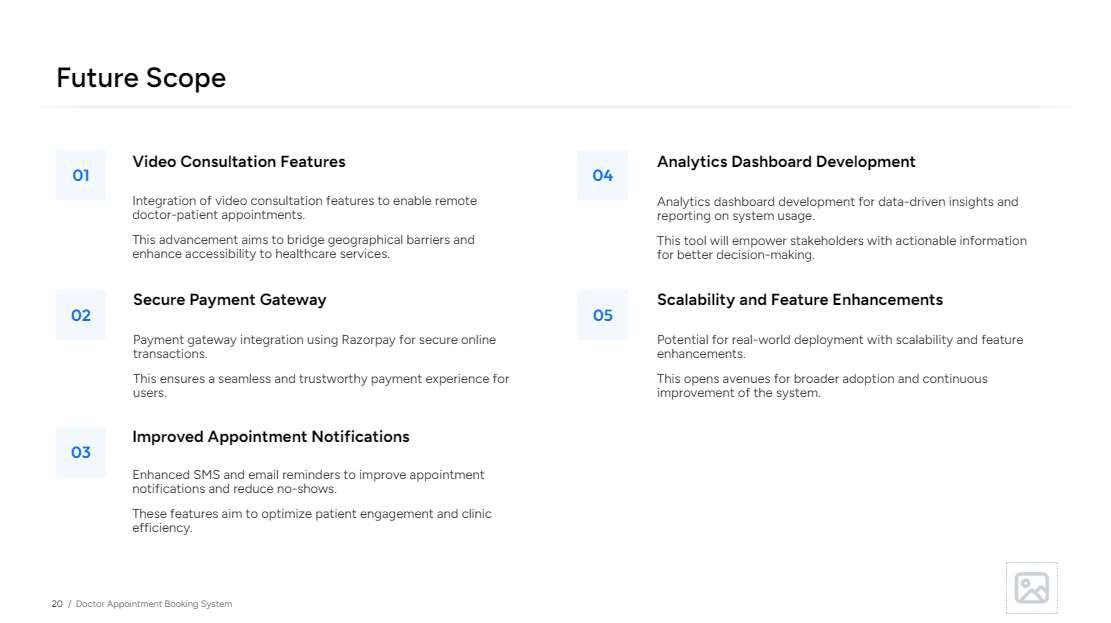 Future Scope
01
Video Consultation Features
Integration of video consultation features to enable remote
doctor-patient appointments.
This advancement aims to bridge geographical barriers and
enhance accessibility to healthcare services.
02
Secure Payment Gateway
Payment gateway integration using Razorpay for secure online
transactions.
This ensures a seamless and trustworthy payment experience for
users.
03
Improved Appointment Notifications
Enhanced SMS and email reminders to improve appointment
notifications and reduce no-shows.
These features aim to optimize patient engagement and clinic
efficiency.
04
Analytics Dashboard Development
Analytics dashboard development for data-driven insights and
reporting on system usage.
This tool will empower stakeholders with actionable information
for better decision-making.
05
Scalability and Feature Enhancements
Potential for real-world deployment with scalability and feature
enhancements.
This opens avenues for broader adoption and continuous
improvement of the system.
20 / Doctor Appointment Booking System